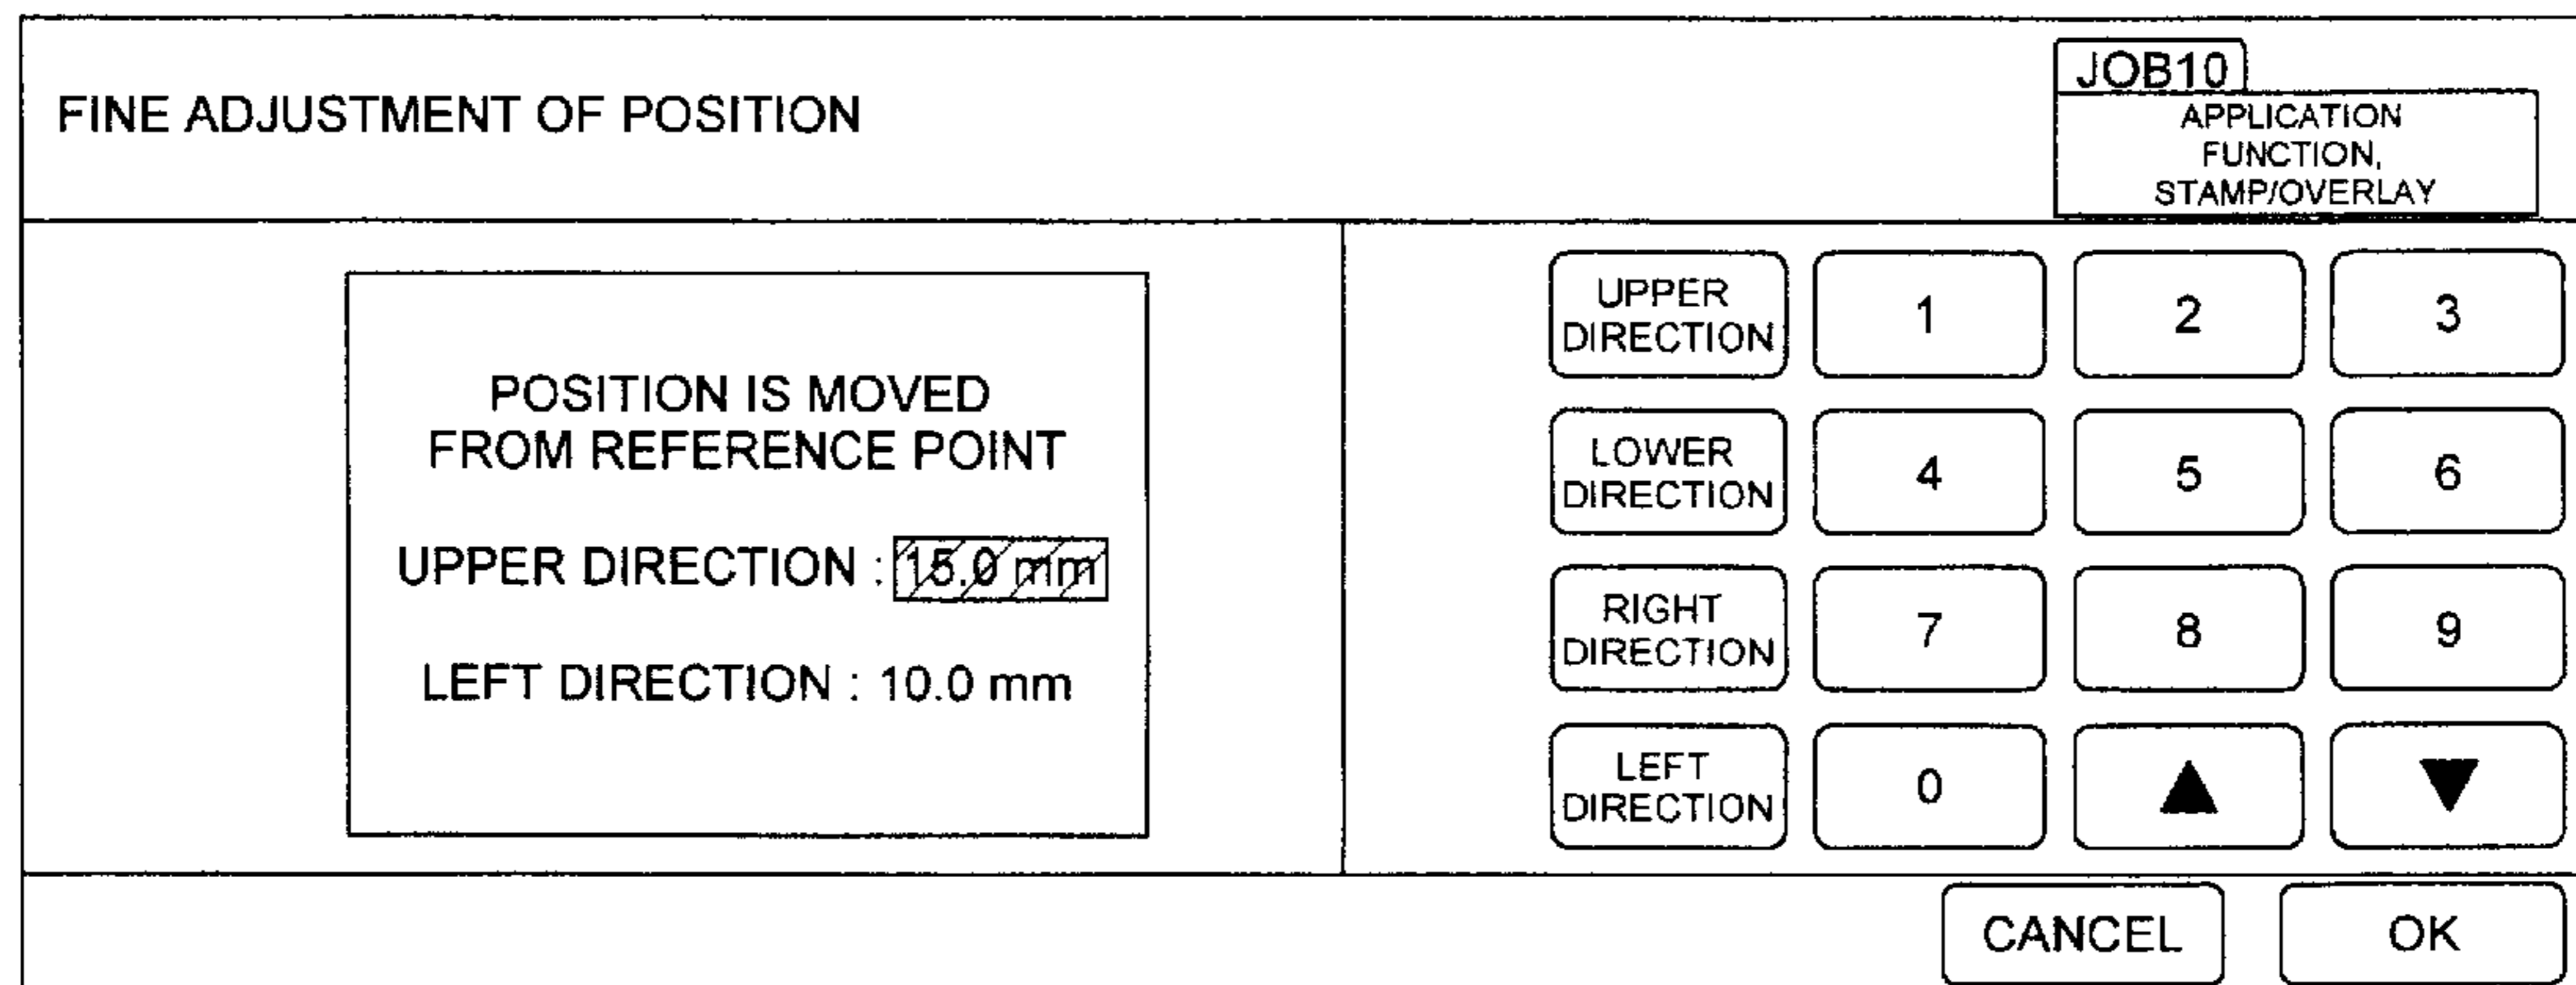 FINE ADJUSTMENT OF POSITION
JOB10
APPLICATION
FUNCTION,
STAMP/OVERLAY
POSITION IS MOVED
FROM REFERENCE POINT
UPPER DIRECTION : 15.0 mm
LEFT DIRECTION : 10.0 mm
UPPER
DIRECTION
1
2
3
LOWER
DIRECTION
4
5
6
RIGHT
DIRECTION
7
8
9
LEFT
DIRECTION
0
▲
▼
CANCEL
OK